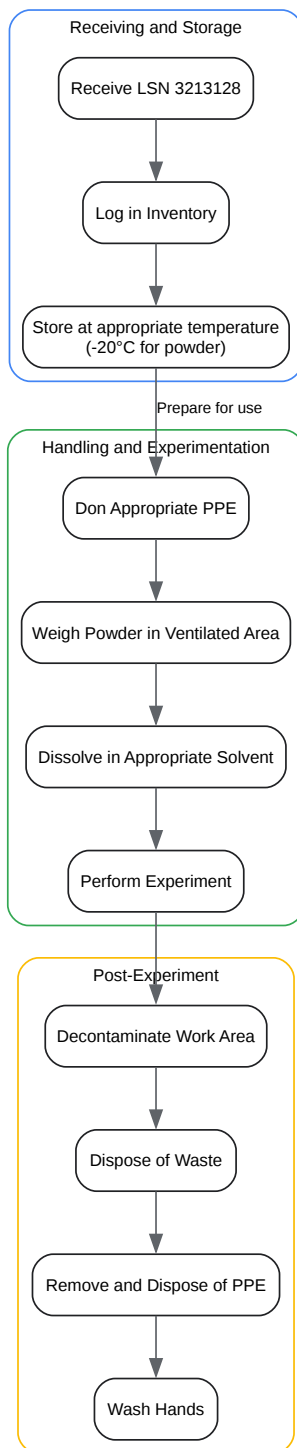 Receiving and Storage
Receive LSN 3213128
Log in Inventory
Store at appropriate temperature
(-20°C for powder)
Prepare for use
Handling and Experimentation
Don Appropriate PPE
Weigh Powder in Ventilated Area
Dissolve in Appropriate Solvent
Perform Experiment
Post-Experiment
Decontaminate Work Area
Dispose of Waste
Remove and Dispose of PPE
Wash Hands